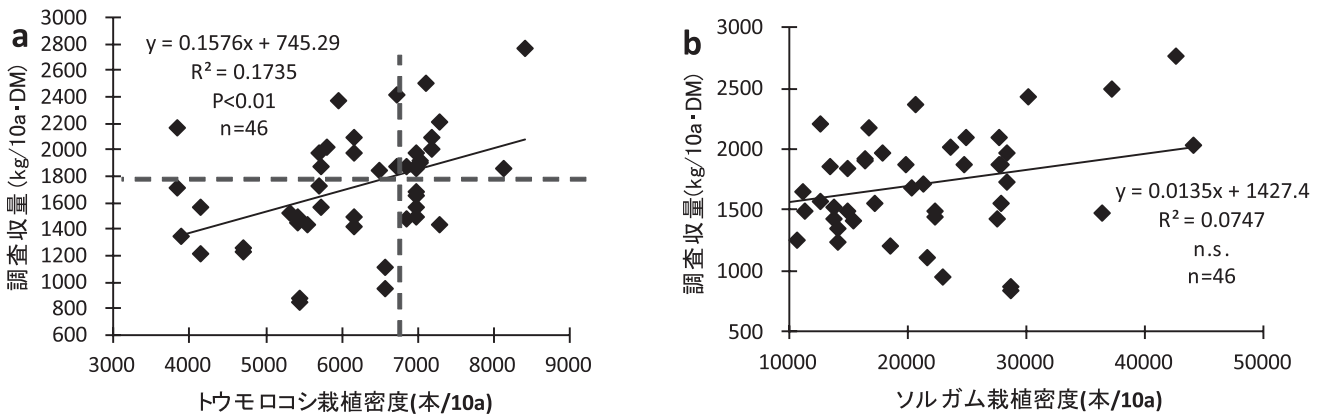 a
y = 0.1576x + 745.29
R² = 0.1735
P<0.01
n=46
調査収量(kg/10a・DM)
3000
2800
2600
2400
2200
2000
1800
1600
1400
1200
1000
800
600
3000 4000 5000 6000 7000 8000 9000
トウモロコシ栽植密度(本/10a)
b
調査収量(kg/10a・DM)
3000
2500
2000
1500
1000
500
y = 0.0135x + 1427.4
R² = 0.0747
n.s.
n=46
10000 20000 30000 40000 50000
ソルガム栽植密度(本/10a)